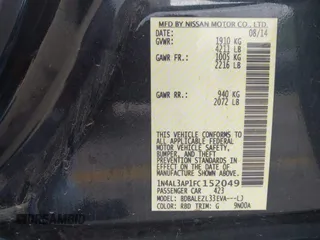 MFD BY NISSAN MOTOR CO., LTD.
DATE: 08/14
GVWR: 1910 KG
4211 LB
GAWR FR.: 1005 KG
2216 LB
GAWR RR.: 940 KG
2072 LB
THIS VEHICLE CONFORMS TO ALL
APPLICABLE FEDERAL MOTOR
VEHICLE SAFETY, BUMPER,
AND THEFT PREVENTION
STANDARDS IN EFFECT ON
THE DATE OF MANUFACTURE
SHOWN ABOVE.
1N4AL3AP1FC152049
PASSENGER CAR 423
MODEL: BDBALEZL33EVA---LJ
COLOR: RBD TRIM: G 9N00A
AUTOBIDMASTER